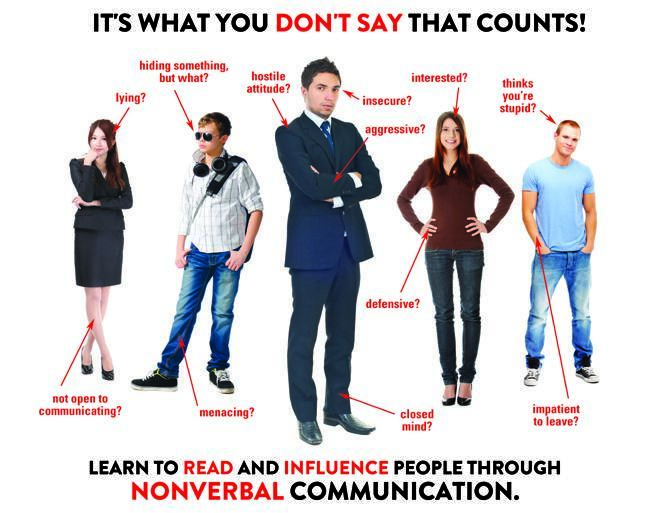 IT'S WHAT YOU DON'T SAY THAT COUNTS!
hiding something,
but what?
hostile
attitude?
interested?
thinks
you're
stupid?
lying?
insecure?
aggressive?
defensive?
not open to
communicating?
menacing?
closed
mind?
impatient
to leave?
LEARN TO READ AND INFLUENCE PEOPLE THROUGH
NONVERBAL COMMUNICATION.